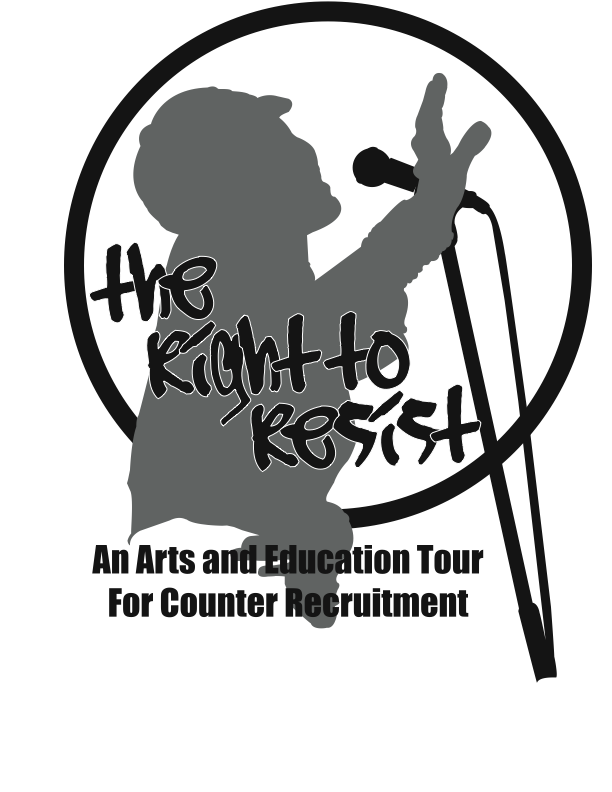 the
Right to
Resist
An Arts and Education Tour
For Counter Recruitment